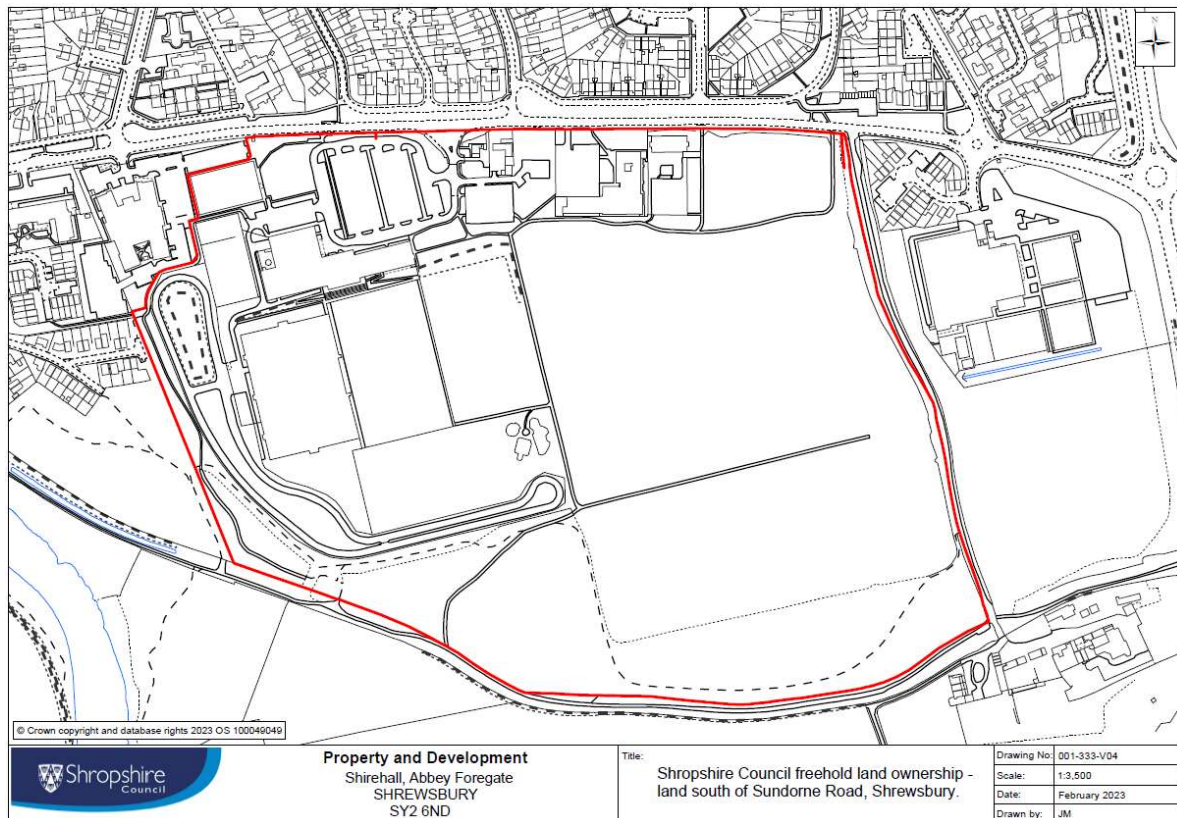 N
© Crown copyright and database rights 2023 OS 100049049
Shropshire
Council
Property and Development
Shirehall, Abbey Foregate
SHREWSBURY
SY2 6ND
Title:
Shropshire Council freehold land ownership -
land south of Sundorne Road, Shrewsbury.
Drawing No: 001-333-V04
Scale: 1:3,500
Date: February 2023
Drawn by: JM